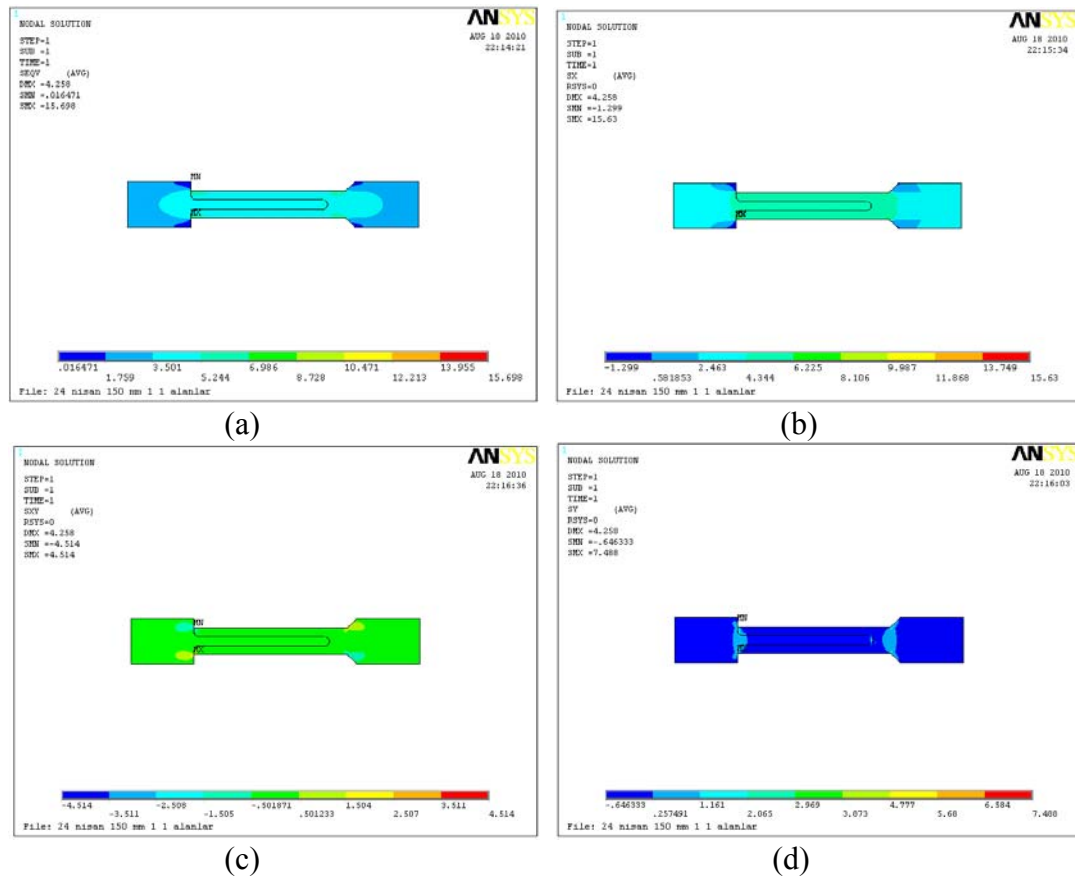 1
NODAL SOLUTION
STEP=1
SUB =1
TIME=1
SEQV (AVG)
DMX =4.258
SMN =.016471
SMX =15.698
ANSYS
AUG 18 2010
22:14:21
MN
MX
.016471 3.501 6.986 10.471 13.955
1.759 5.244 8.728 12.213 15.698
File: 24 nisan 150 mm 1 1 alanlar
(a)
1
NODAL SOLUTION
STEP=1
SUB =1
TIME=1
SX (AVG)
RSYS=0
DMX =4.258
SMN =-1.299
SMX =15.63
ANSYS
AUG 18 2010
22:15:34
MX
-1.299 2.463 6.225 9.987 13.749
.581853 4.344 8.106 11.868 15.63
File: 24 nisan 150 mm 1 1 alanlar
(b)
1
NODAL SOLUTION
STEP=1
SUB =1
TIME=1
SXY (AVG)
RSYS=0
DMX =4.258
SMN =-4.514
SMX =4.514
ANSYS
AUG 18 2010
22:16:36
MN
MX
-4.514 -2.508 -.501871 1.504 3.511
-3.511 -1.505 .501233 2.507 4.514
File: 24 nisan 150 mm 1 1 alanlar
(c)
1
NODAL SOLUTION
STEP=1
SUB =1
TIME=1
SY (AVG)
RSYS=0
DMX =4.258
SMN =-.646333
SMX =7.488
ANSYS
AUG 18 2010
22:16:03
MN
-.646333 1.161 2.969 4.777 6.584
.257491 2.065 3.873 5.68 7.488
File: 24 nisan 150 mm 1 1 alanlar
(d)